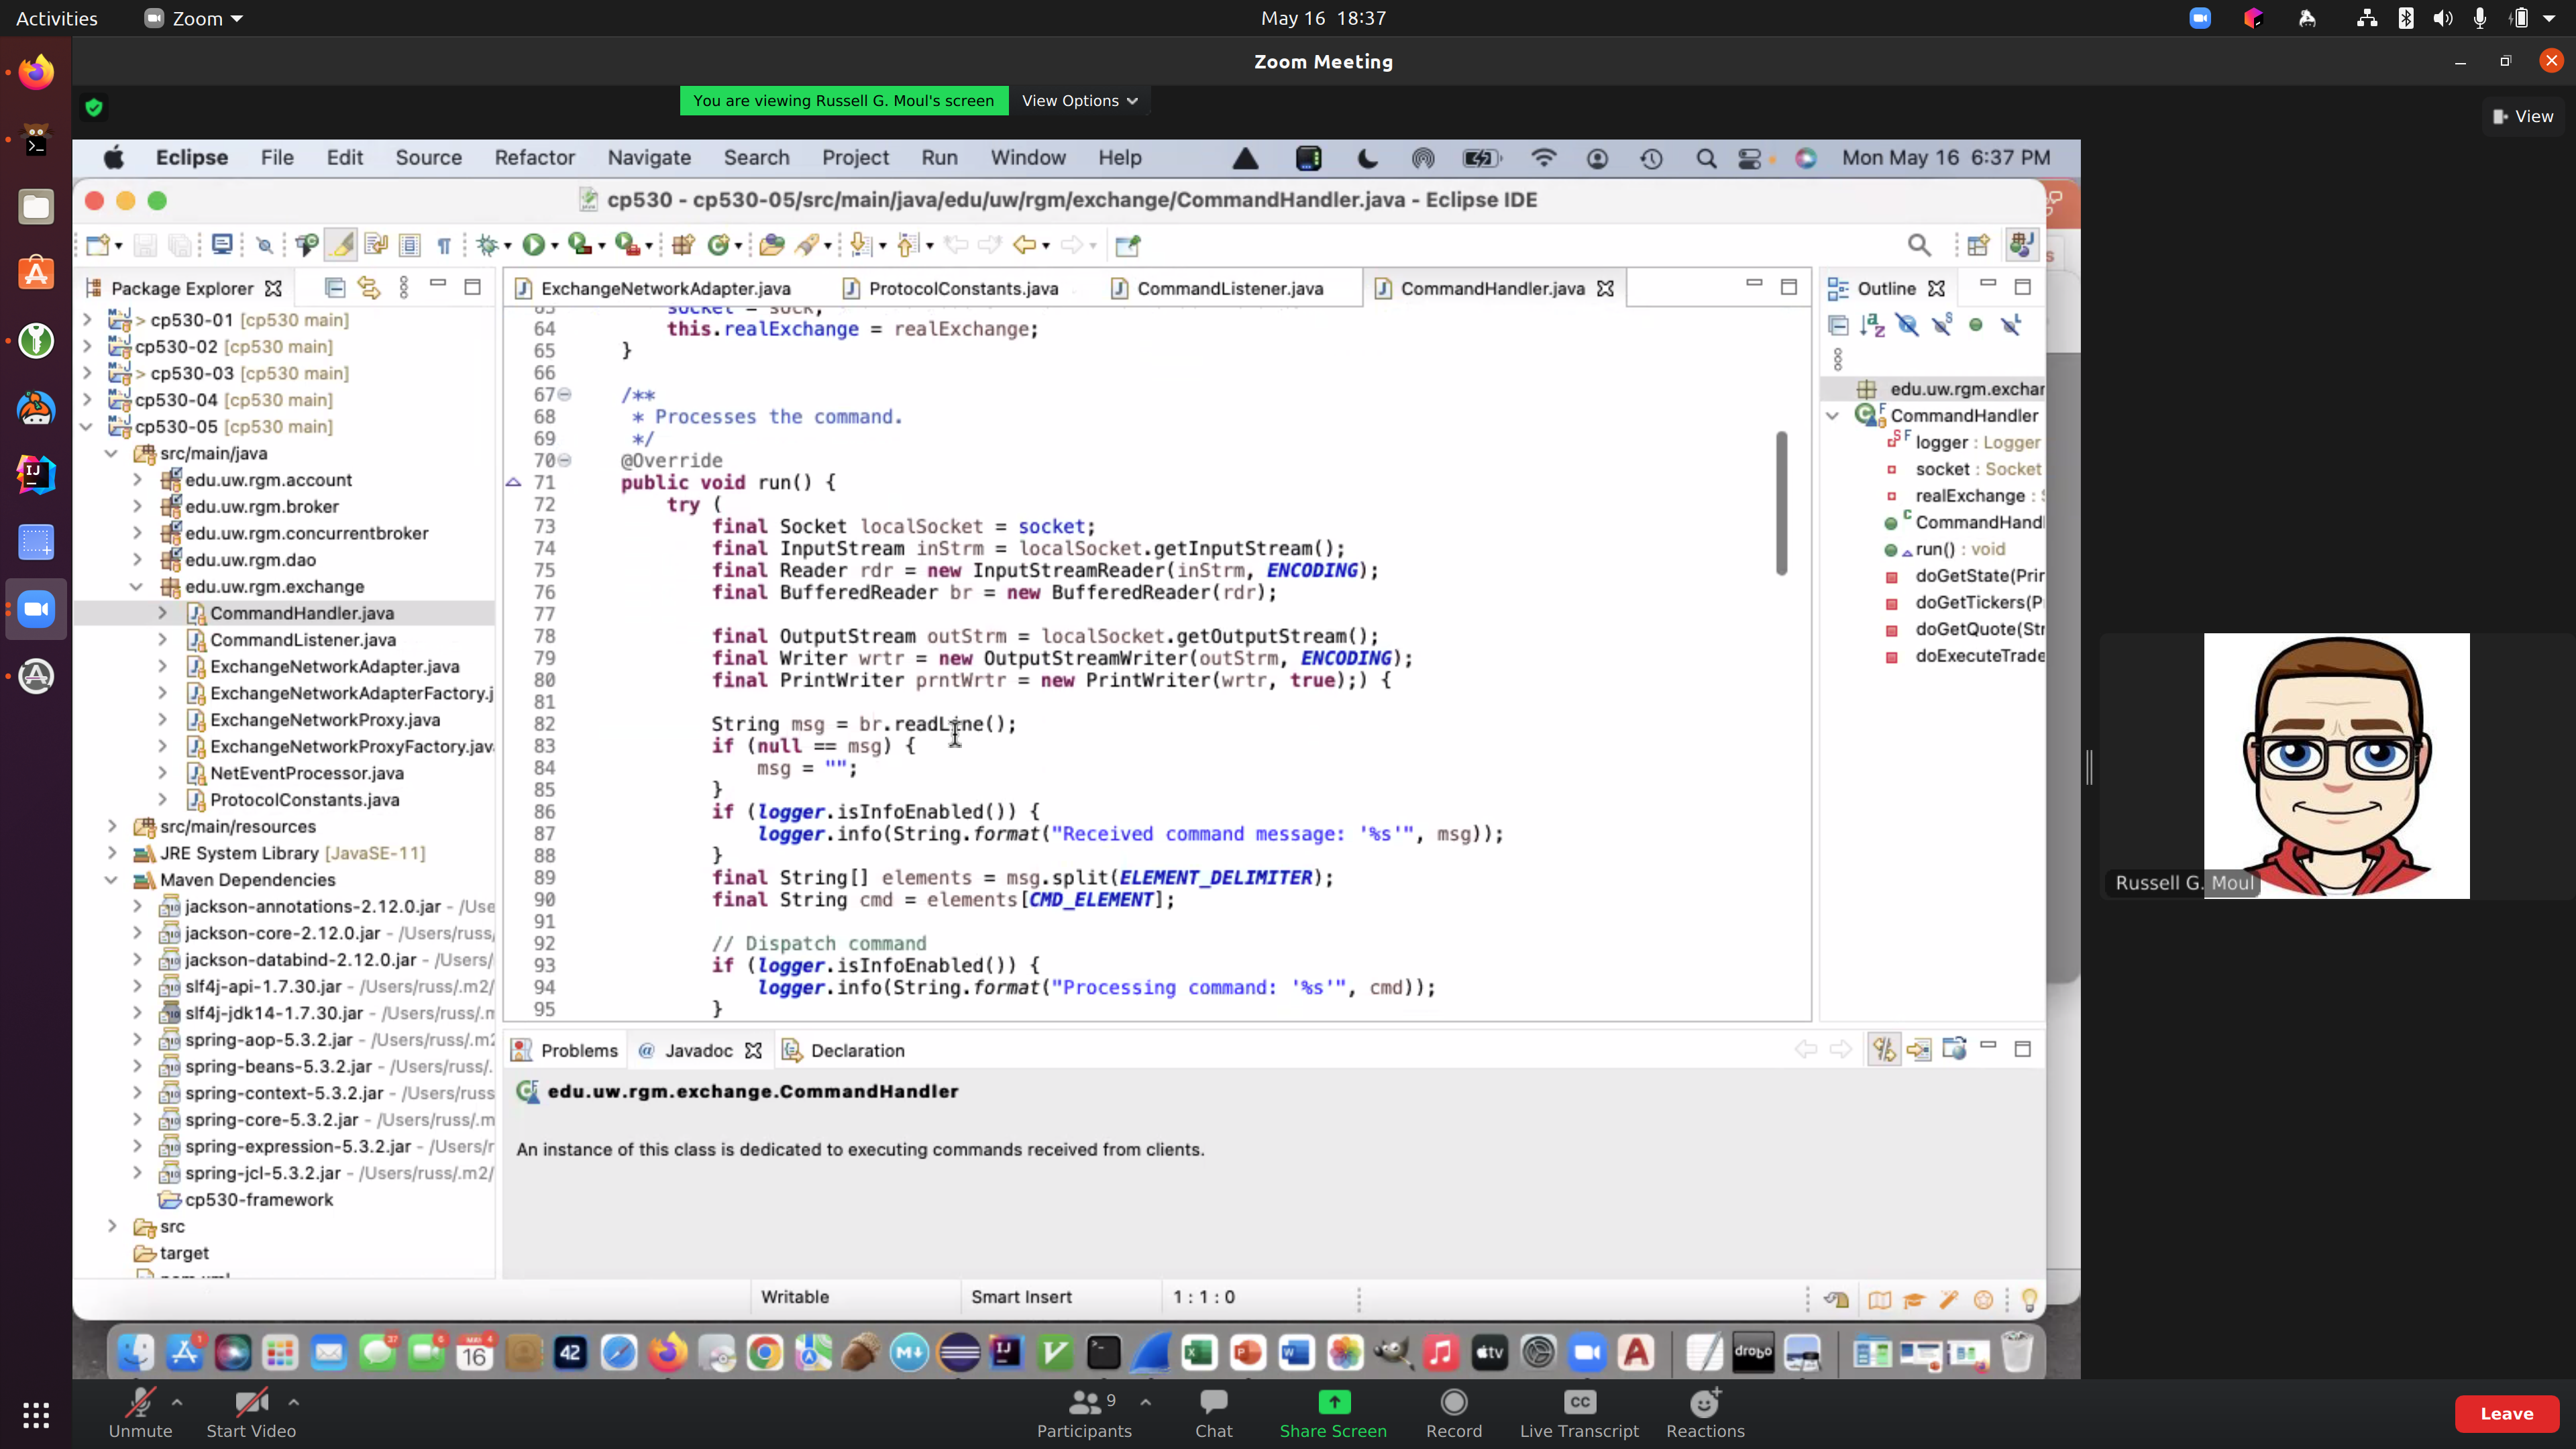 Activities
Zoom
May 16 18:37
Zoom Meeting
You are viewing Russell G. Moul's screen
View Options
View
Eclipse File Edit Source Refactor Navigate Search Project Run Window Help
Mon May 16 6:37 PM
cp530 - cp530-05/src/main/java/edu/uw/rgm/exchange/CommandHandler.java - Eclipse IDE
Package Explorer
> cp530-01 [cp530 main]
cp530-02 [cp530 main]
> cp530-03 [cp530 main]
cp530-04 [cp530 main]
cp530-05 [cp530 main]
src/main/java
edu.uw.rgm.account
edu.uw.rgm.broker
edu.uw.rgm.concurrentbroker
edu.uw.rgm.dao
edu.uw.rgm.exchange
CommandHandler.java
CommandListener.java
ExchangeNetworkAdapter.java
ExchangeNetworkAdapterFactory.j
ExchangeNetworkProxy.java
ExchangeNetworkProxyFactory.jav
NetEventProcessor.java
ProtocolConstants.java
src/main/resources
JRE System Library [JavaSE-11]
Maven Dependencies
jackson-annotations-2.12.0.jar - /Use
jackson-core-2.12.0.jar - /Users/russ/
jackson-databind-2.12.0.jar - /Users/
slf4j-api-1.7.30.jar - /Users/russ/.m2/
slf4j-jdk14-1.7.30.jar - /Users/russ/.m
spring-aop-5.3.2.jar - /Users/russ/.m2
spring-beans-5.3.2.jar - /Users/russ/.
spring-context-5.3.2.jar - /Users/russ
spring-core-5.3.2.jar - /Users/russ/.m
spring-expression-5.3.2.jar - /Users/r
spring-jcl-5.3.2.jar - /Users/russ/.m2/
cp530-framework
src
target
ExchangeNetworkAdapter.java
ProtocolConstants.java
CommandListener.java
CommandHandler.java
63 socket = sock;
64 this.realExchange = realExchange;
65 }
66
67 /**
68 * Processes the command.
69 */
70 @Override
71 public void run() {
72 try (
73 final Socket localSocket = socket;
74 final InputStream inStrm = localSocket.getInputStream();
75 final Reader rdr = new InputStreamReader(inStrm, ENCODING);
76 final BufferedReader br = new BufferedReader(rdr);
77
78 final OutputStream outStrm = localSocket.getOutputStream();
79 final Writer wrtr = new OutputStreamWriter(outStrm, ENCODING);
80 final PrintWriter prntWrtr = new PrintWriter(wrtr, true);) {
81
82 String msg = br.readLine();
83 if (null == msg) {
84 msg = "";
85 }
86 if (logger.isInfoEnabled()) {
87 logger.info(String.format("Received command message: '%s'", msg));
88 }
89 final String[] elements = msg.split(ELEMENT_DELIMITER);
90 final String cmd = elements[CMD_ELEMENT];
91
92 // Dispatch command
93 if (logger.isInfoEnabled()) {
94 logger.info(String.format("Processing command: '%s'", cmd));
95 }
Outline
edu.uw.rgm.exchar
CommandHandler
logger : Logger
socket : Socket
realExchange :
CommandHandl
run() : void
doGetState(Prir
doGetTickers(P
doGetQuote(Str
doExecuteTrade
Problems
@ Javadoc
Declaration
edu.uw.rgm.exchange.CommandHandler
An instance of this class is dedicated to executing commands received from clients.
Writable
Smart Insert
1 : 1 : 0
Russell G. Moul
1
37
6
16
42
M
IJ
tv
drobo
Unmute
Start Video
Participants 9
Chat
Share Screen
Record
CC
Live Transcript
Reactions
Leave